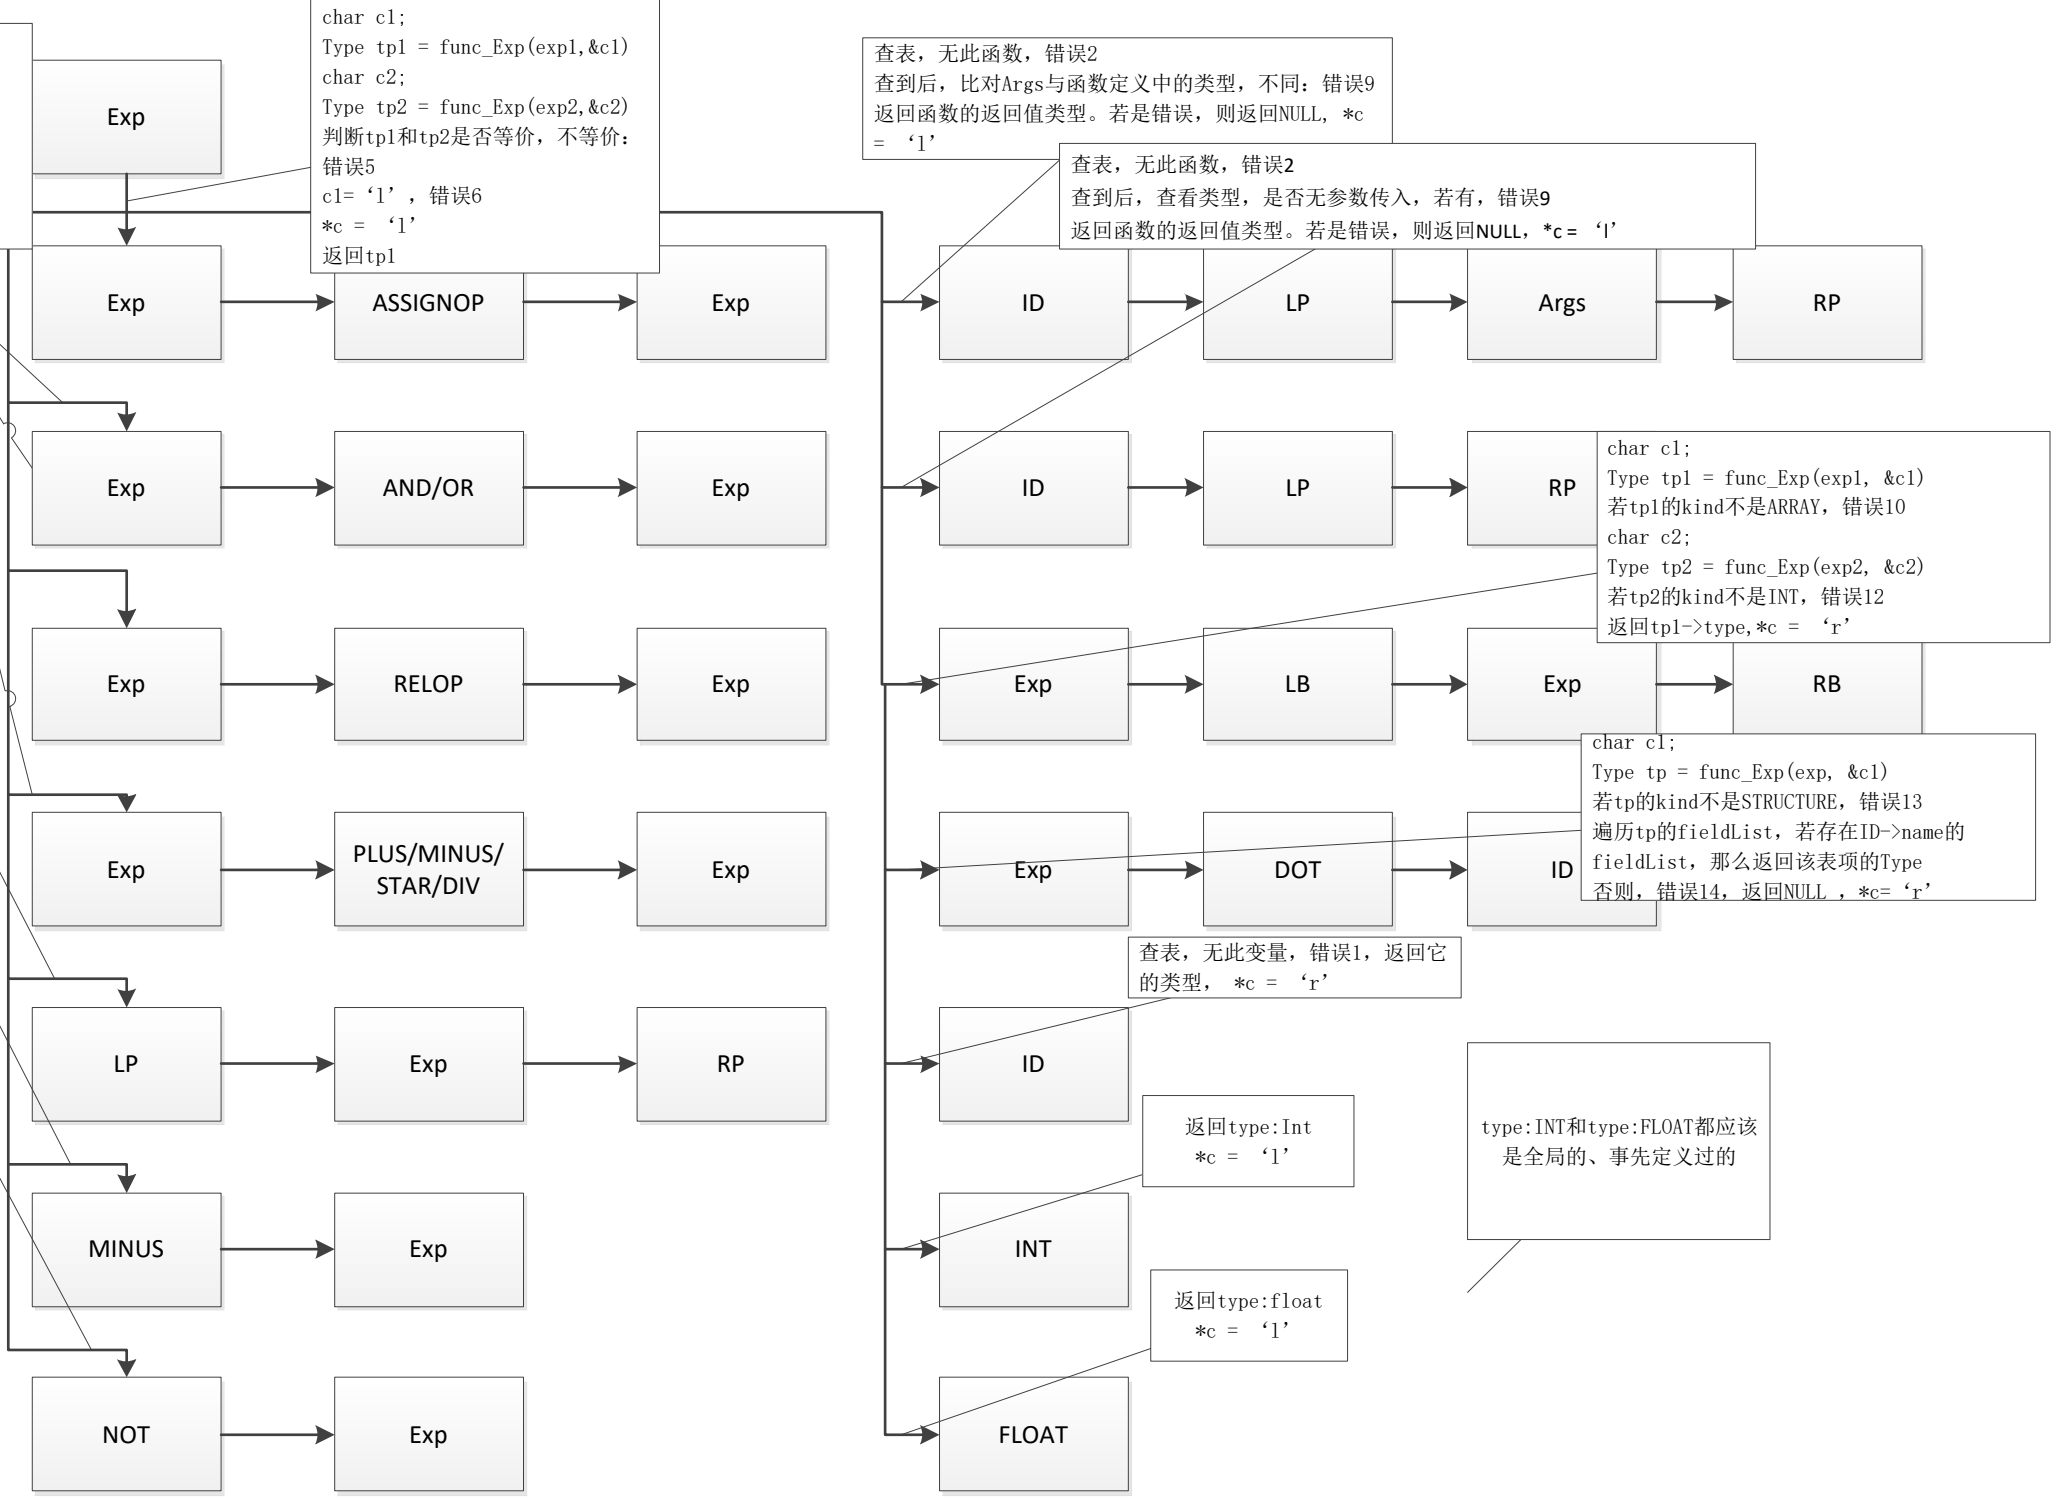 char c1;
Type tp1 = func_Exp(exp1,&c1)
char c2;
Type tp2 = func_Exp(exp2,&c2)
判断tp1和tp2是否等价，不等价：
错误5
c1=‘l’，错误6
*c = ‘l’
返回tp1
查表，无此函数，错误2
查到后，比对Args与函数定义中的类型，不同：错误9
返回函数的返回值类型。若是错误，则返回NULL, *c
= ‘l’
查表，无此函数，错误2
查到后，查看类型，是否无参数传入，若有，错误9
返回函数的返回值类型。若是错误，则返回NULL，*c = ‘l’
Exp
Exp
ASSIGNOP
Exp
ID
LP
Args
RP
Exp
AND/OR
Exp
ID
LP
RP
char c1;
Type tp1 = func_Exp(exp1, &c1)
若tp1的kind不是ARRAY，错误10
char c2;
Type tp2 = func_Exp(exp2, &c2)
若tp2的kind不是INT，错误12
返回tp1->type,*c = ‘r’
Exp
RELOP
Exp
Exp
LB
Exp
RB
char c1;
Type tp = func_Exp(exp, &c1)
若tp的kind不是STRUCTURE，错误13
遍历tp的fieldList，若存在ID->name的
fieldList，那么返回该表项的Type
否则，错误14，返回NULL ，*c=‘r’
Exp
PLUS/MINUS/
STAR/DIV
Exp
Exp
DOT
ID
查表，无此变量，错误1，返回它
的类型， *c = ‘r’
LP
Exp
RP
ID
返回type:Int
*c = ‘l’
type:INT和type:FLOAT都应该
是全局的、事先定义过的
MINUS
Exp
INT
返回type:float
*c = ‘l’
NOT
Exp
FLOAT